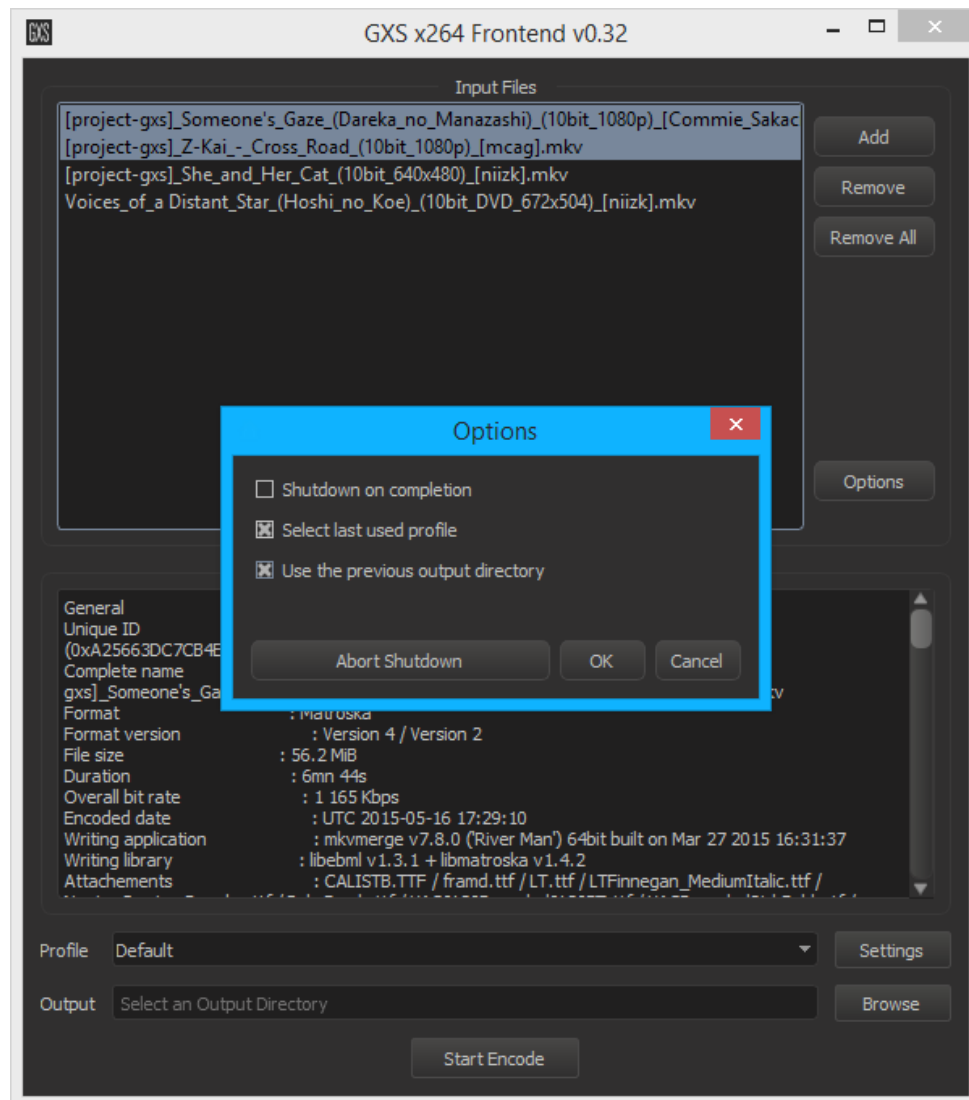 GXS
GXS x264 Frontend v0.32
Input Files
[project-gxs]_Someone's_Gaze_(Dareka_no_Manazashi)_(10bit_1080p)_[Commie_Sakac
[project-gxs]_Z-Kai_-_Cross_Road_(10bit_1080p)_[mcag].mkv
[project-gxs]_She_and_Her_Cat_(10bit_640x480)_[niizk].mkv
Voices_of_a Distant_Star_(Hoshi_no_Koe)_(10bit_DVD_672x504)_[niizk].mkv
Add
Remove
Remove All
Options
Options
Shutdown on completion
Select last used profile
Use the previous output directory
Abort Shutdown
OK
Cancel
General
Unique ID
(0xA25663DC7CB4E
Complete name
gxs]_Someone's_Ga
Format : Matroska
Format version : Version 4 / Version 2
File size : 56.2 MiB
Duration : 6mn 44s
Overall bit rate : 1 165 Kbps
Encoded date : UTC 2015-05-16 17:29:10
Writing application : mkvmerge v7.8.0 ('River Man') 64bit built on Mar 27 2015 16:31:37
Writing library : libebml v1.3.1 + libmatroska v1.4.2
Attachements : CALISTB.TTF / framd.ttf / LT.ttf / LTFinnegan_MediumItalic.ttf /
Profile Default
Settings
Output Select an Output Directory
Browse
Start Encode